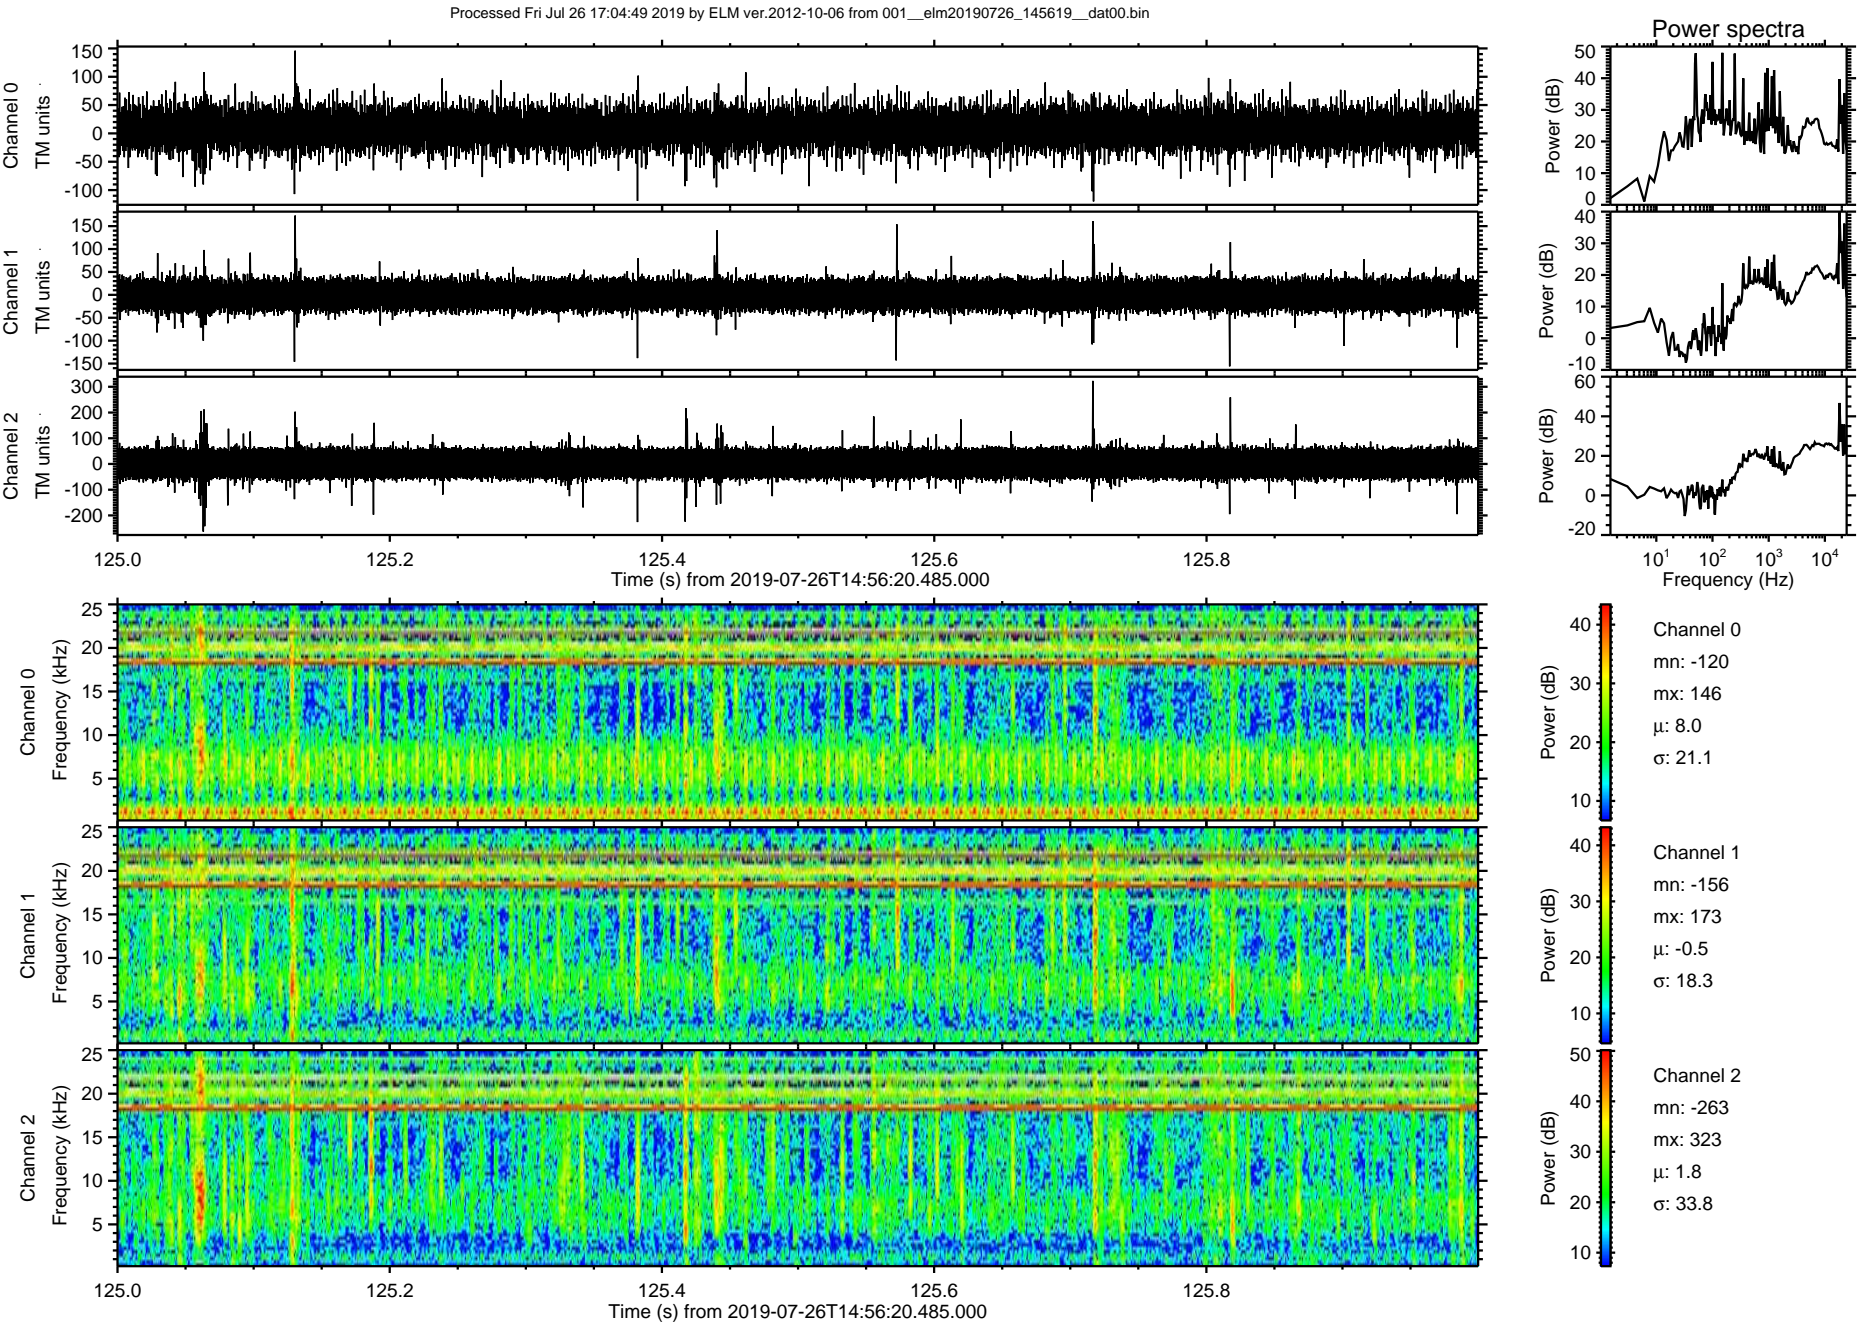 Processed Fri Jul 26 17:04:49 2019 by ELM ver.2012-10-06 from 001__elm20190726_145619__dat00.bin
Power spectra
Channel 0
TM units
150
100
50
0
-50
-100
Power (dB)
50
40
30
20
10
0
Channel 1
TM units
150
100
50
0
-50
-100
-150
Power (dB)
40
30
20
10
0
-10
Channel 2
TM units
300
200
100
0
-100
-200
Power (dB)
60
40
20
0
-20
125.0 125.2 125.4 125.6 125.8
Time (s) from 2019-07-26T14:56:20.485.000
10^1 10^2 10^3 10^4
Frequency (Hz)
Channel 0
Frequency (kHz)
25
20
15
10
5
Power (dB)
40
30
20
10
Channel 0
mn: -120
mx: 146
μ: 8.0
σ: 21.1
Channel 1
Frequency (kHz)
25
20
15
10
5
Power (dB)
40
30
20
10
Channel 1
mn: -156
mx: 173
μ: -0.5
σ: 18.3
Channel 2
Frequency (kHz)
25
20
15
10
5
Power (dB)
50
40
30
20
10
Channel 2
mn: -263
mx: 323
μ: 1.8
σ: 33.8
125.0 125.2 125.4 125.6 125.8
Time (s) from 2019-07-26T14:56:20.485.000